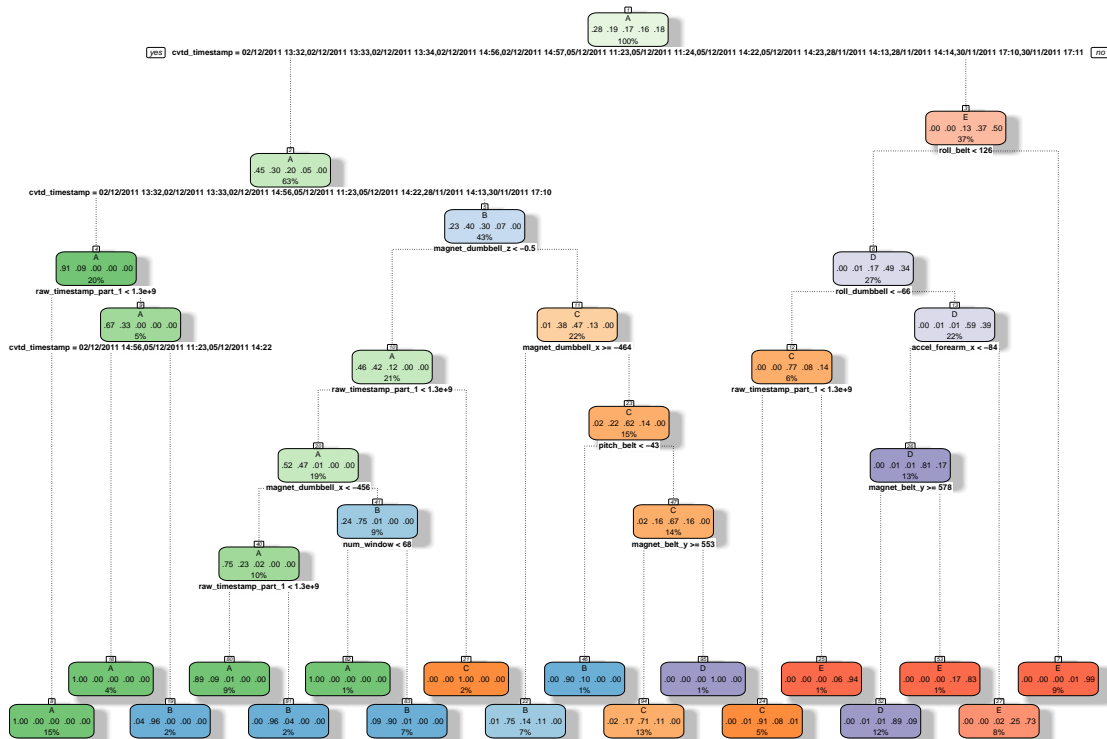 1
A
.28 .19 .17 .16 .18
100%
yes cvtd_timestamp = 02/12/2011 13:32,02/12/2011 13:33,02/12/2011 13:34,02/12/2011 14:56,02/12/2011 14:57,05/12/2011 11:23,05/12/2011 11:24,05/12/2011 14:22,05/12/2011 14:23,28/11/2011 14:13,28/11/2011 14:14,30/11/2011 17:10,30/11/2011 17:11 no
3
E
.00 .00 .13 .37 .50
37%
roll_belt < 126
2
A
.45 .30 .20 .05 .00
63%
cvtd_timestamp = 02/12/2011 13:32,02/12/2011 13:33,02/12/2011 14:56,05/12/2011 11:23,05/12/2011 14:22,28/11/2011 14:13,30/11/2011 17:10
5
B
.23 .40 .30 .07 .00
43%
magnet_dumbbell_z < −0.5
4
A
.91 .09 .00 .00 .00
20%
raw_timestamp_part_1 < 1.3e+9
6
D
.00 .01 .17 .49 .34
27%
roll_dumbbell < −66
9
A
.67 .33 .00 .00 .00
5%
cvtd_timestamp = 02/12/2011 14:56,05/12/2011 11:23,05/12/2011 14:22
11
C
.01 .38 .47 .13 .00
22%
magnet_dumbbell_x >= −464
13
D
.00 .01 .01 .59 .39
22%
accel_forearm_x < −84
10
A
.46 .42 .12 .00 .00
21%
raw_timestamp_part_1 < 1.3e+9
12
C
.00 .00 .77 .08 .14
6%
raw_timestamp_part_1 < 1.3e+9
23
C
.02 .22 .62 .14 .00
15%
pitch_belt < −43
20
A
.52 .47 .01 .00 .00
19%
magnet_dumbbell_x < −456
26
D
.00 .01 .01 .81 .17
13%
magnet_belt_y >= 578
41
B
.24 .75 .01 .00 .00
9%
num_window < 68
47
C
.02 .16 .67 .16 .00
14%
magnet_belt_y >= 553
40
A
.75 .23 .02 .00 .00
10%
raw_timestamp_part_1 < 1.3e+9
18
A
1.00 .00 .00 .00 .00
4%
80
A
.89 .09 .01 .00 .00
9%
82
A
1.00 .00 .00 .00 .00
1%
21
C
.00 .00 1.00 .00 .00
2%
46
B
.00 .90 .10 .00 .00
1%
95
D
.00 .00 .00 1.00 .00
1%
25
E
.00 .00 .00 .06 .94
1%
53
E
.00 .00 .00 .17 .83
1%
7
E
.00 .00 .00 .01 .99
9%
8
A
1.00 .00 .00 .00 .00
15%
19
B
.04 .96 .00 .00 .00
2%
81
B
.00 .96 .04 .00 .00
2%
83
B
.09 .90 .01 .00 .00
7%
22
B
.01 .75 .14 .11 .00
7%
94
C
.02 .17 .71 .11 .00
13%
24
C
.00 .01 .91 .08 .01
5%
52
D
.00 .01 .01 .89 .09
12%
27
E
.00 .00 .02 .25 .73
8%